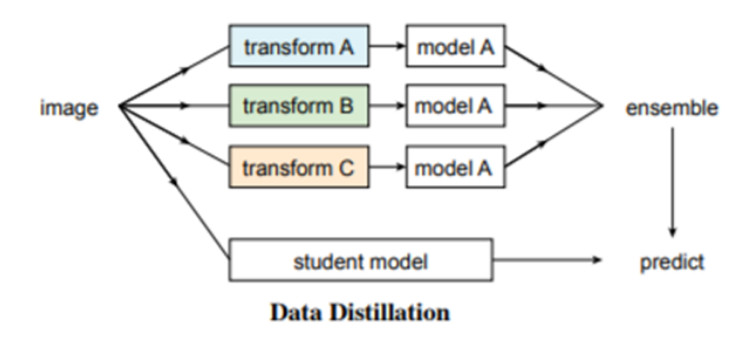 transform A
model A
image
transform B
model A
ensemble
transform C
model A
student model
predict
Data Distillation